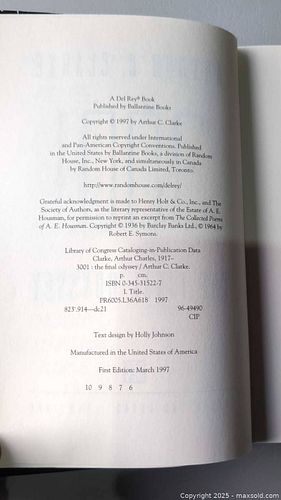 A Del Rey® Book
Published by Ballantine Books
Copyright © 1997 by Arthur C. Clarke
All rights reserved under International
and Pan-American Copyright Conventions. Published
in the United States by Ballantine Books, a division of Random
House, Inc., New York, and simultaneously in Canada
by Random House of Canada Limited, Toronto.
http://www.randomhouse.com/delrey/
Grateful acknowledgment is made to Henry Holt & Co., Inc., and The
Society of Authors, as the literary representative of the Estate of A. E.
Housman, for permission to reprint an excerpt from The Collected Poems
of A. E. Housman. Copyright © 1936 by Barclay Banks Ltd., © 1964 by
Robert E. Symons.
Library of Congress Cataloging-in-Publication Data
Clarke, Arthur Charles, 1917–
3001 : the final odyssey / Arthur C. Clarke.
p. cm.
ISBN 0-345-31522-7
I. Title.
PR6005.L36A618 1997
823'.914—dc21 96-49490
CIP
Text design by Holly Johnson
Manufactured in the United States of America
First Edition: March 1997
10 9 8 7 6
Copyright © 2025 - maxsold.com